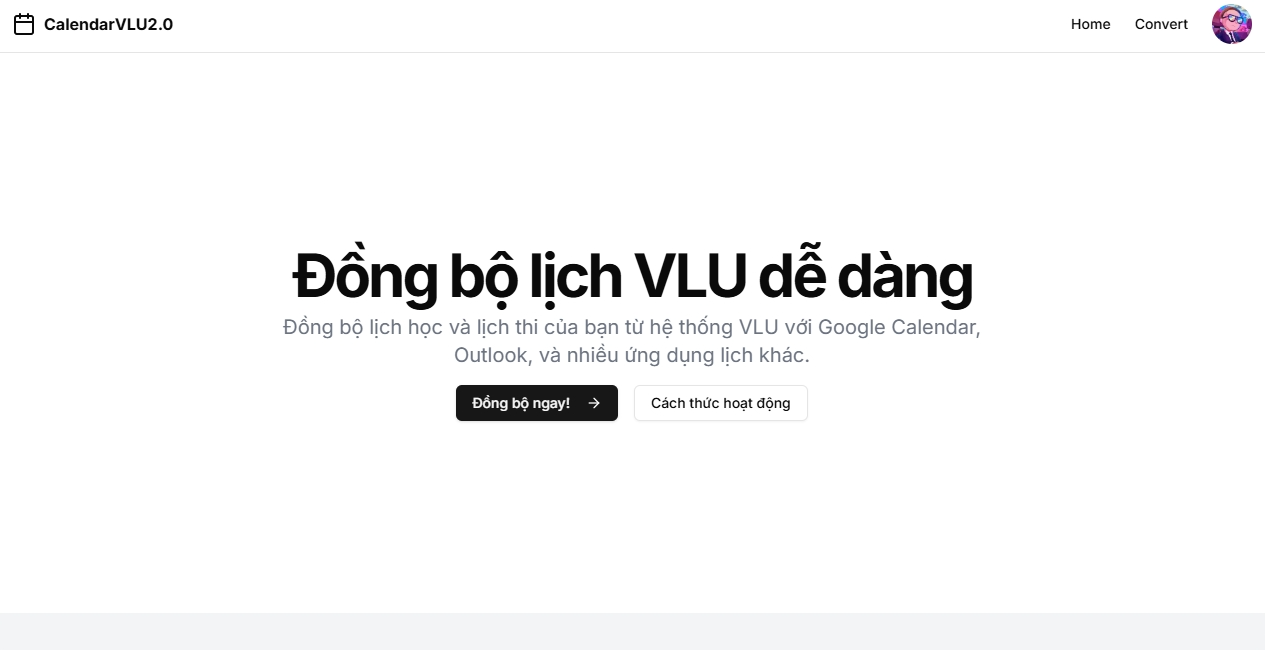 CalendarVLU2.0
Home
Convert
Đồng bộ lịch VLU dễ dàng
Đồng bộ lịch học và lịch thi của bạn từ hệ thống VLU với Google Calendar,
Outlook, và nhiều ứng dụng lịch khác.
Đồng bộ ngay!
Cách thức hoạt động